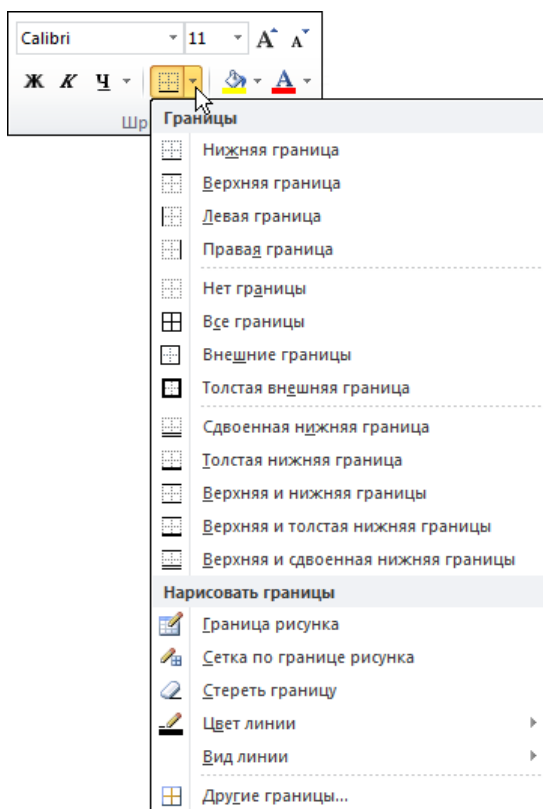 Calibri 11 A A
Ж К Ч A
Шр
Границы
Нижняя граница
Верхняя граница
Левая граница
Правая граница
Нет границы
Все границы
Внешние границы
Толстая внешняя граница
Сдвоенная нижняя граница
Толстая нижняя граница
Верхняя и нижняя границы
Верхняя и толстая нижняя границы
Верхняя и сдвоенная нижняя границы
Нарисовать границы
Граница рисунка
Сетка по границе рисунка
Стереть границу
Цвет линии
Вид линии
Другие границы...